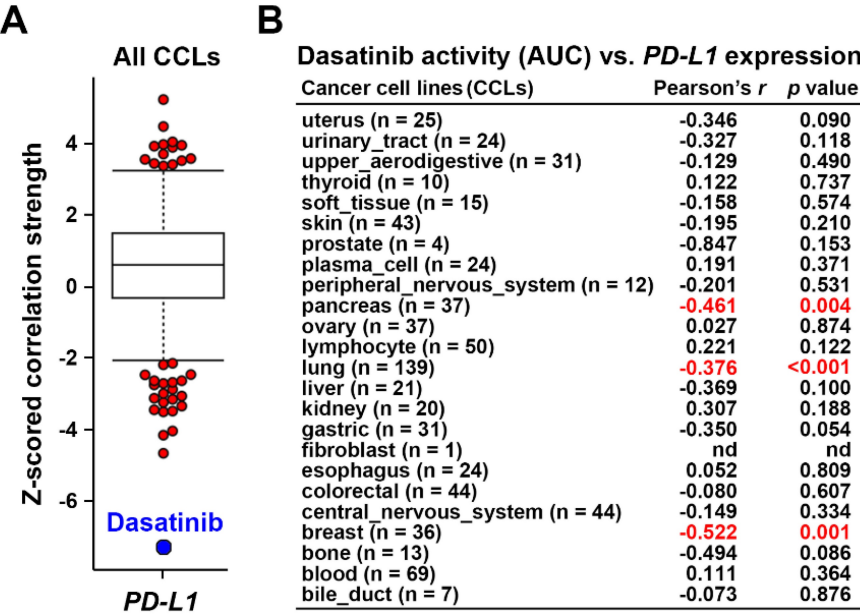 A
All CCLs
Z-scored correlation strength
4
2
0
-2
-4
-6
Dasatinib
PD-L1
B
Dasatinib activity (AUC) vs. PD-L1 expression
Cancer cell lines (CCLs) Pearson's r p value
uterus (n = 25) -0.346 0.090
urinary_tract (n = 24) -0.327 0.118
upper_aerodigestive (n = 31) -0.129 0.490
thyroid (n = 10) 0.122 0.737
soft_tissue (n = 15) -0.158 0.574
skin (n = 43) -0.195 0.210
prostate (n = 4) -0.847 0.153
plasma_cell (n = 24) 0.191 0.371
peripheral_nervous_system (n = 12) -0.201 0.531
pancreas (n = 37) -0.461 0.004
ovary (n = 37) 0.027 0.874
lymphocyte (n = 50) 0.221 0.122
lung (n = 139) -0.376 <0.001
liver (n = 21) -0.369 0.100
kidney (n = 20) 0.307 0.188
gastric (n = 31) -0.350 0.054
fibroblast (n = 1) nd nd
esophagus (n = 24) 0.052 0.809
colorectal (n = 44) -0.080 0.607
central_nervous_system (n = 44) -0.149 0.334
breast (n = 36) -0.522 0.001
bone (n = 13) -0.494 0.086
blood (n = 69) 0.111 0.364
bile_duct (n = 7) -0.073 0.876